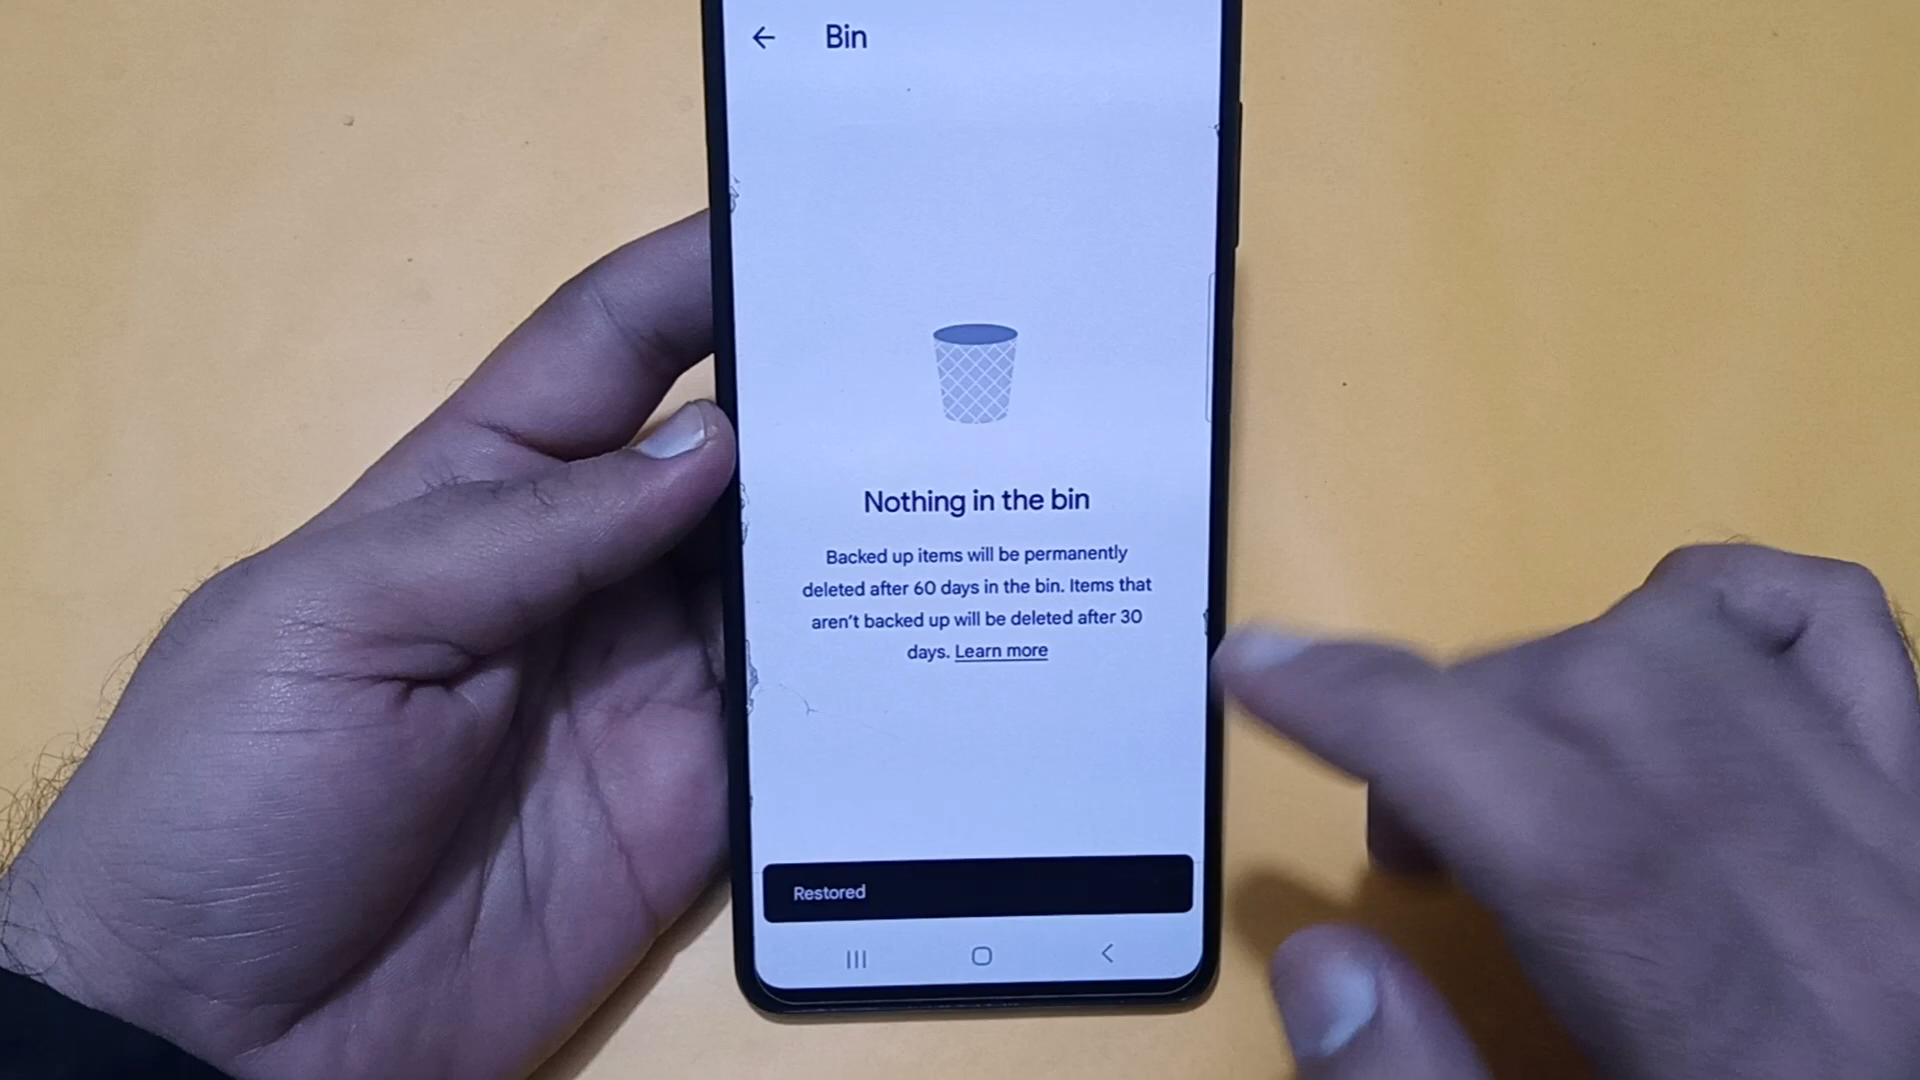 Bin
Nothing in the bin
Backed up items will be permanently
deleted after 60 days in the bin. Items that
aren’t backed up will be deleted after 30
days. Learn more
Restored